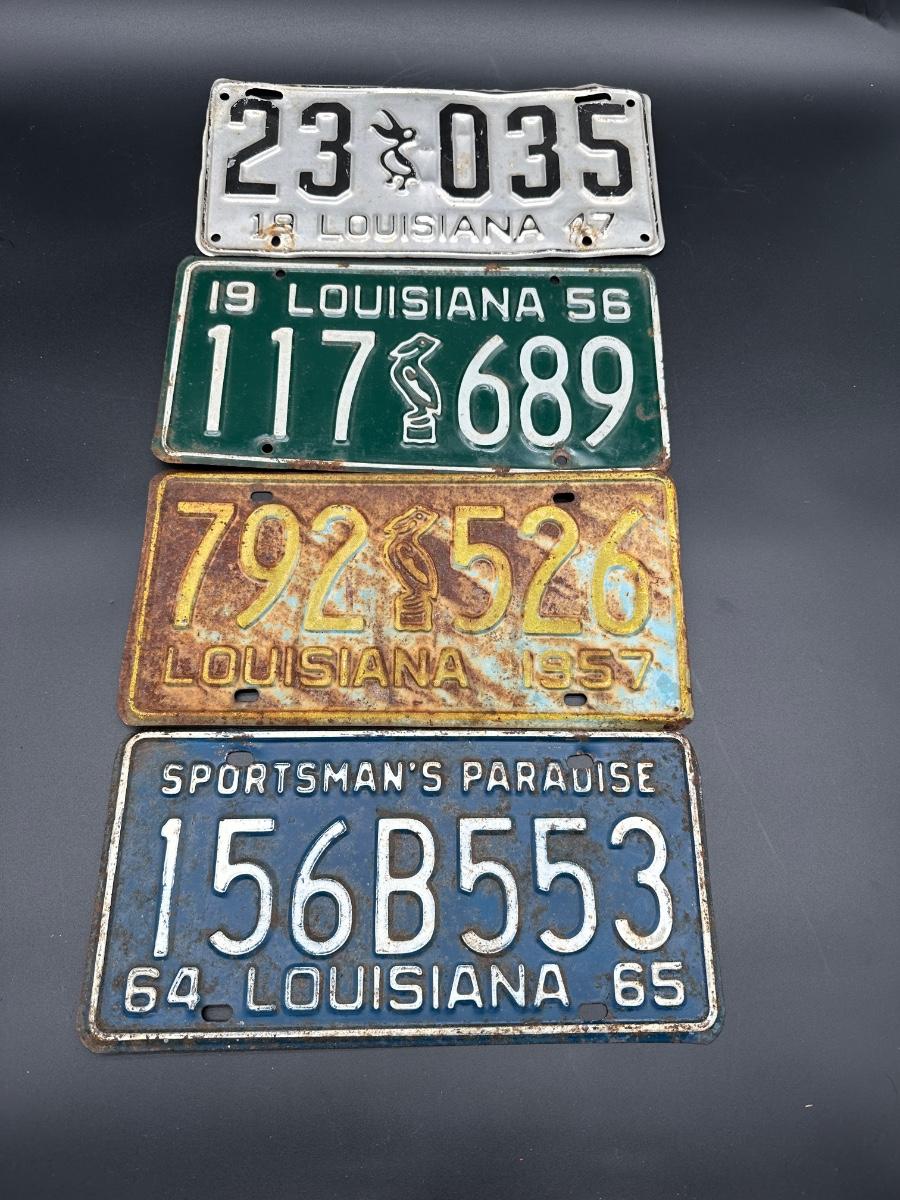 23 035
19 LOUISIANA 47
19 LOUISIANA 56
117 689
792 526
LOUISIANA 1957
SPORTSMAN'S PARADISE
156B553
64 LOUISIANA 65